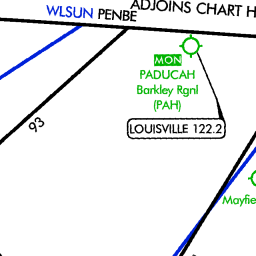 ADJOINS CHART H
WLSUN PENBE
MON
PADUCAH
Barkley Rgnl
(PAH)
LOUISVILLE 122.2
93
Mayfie